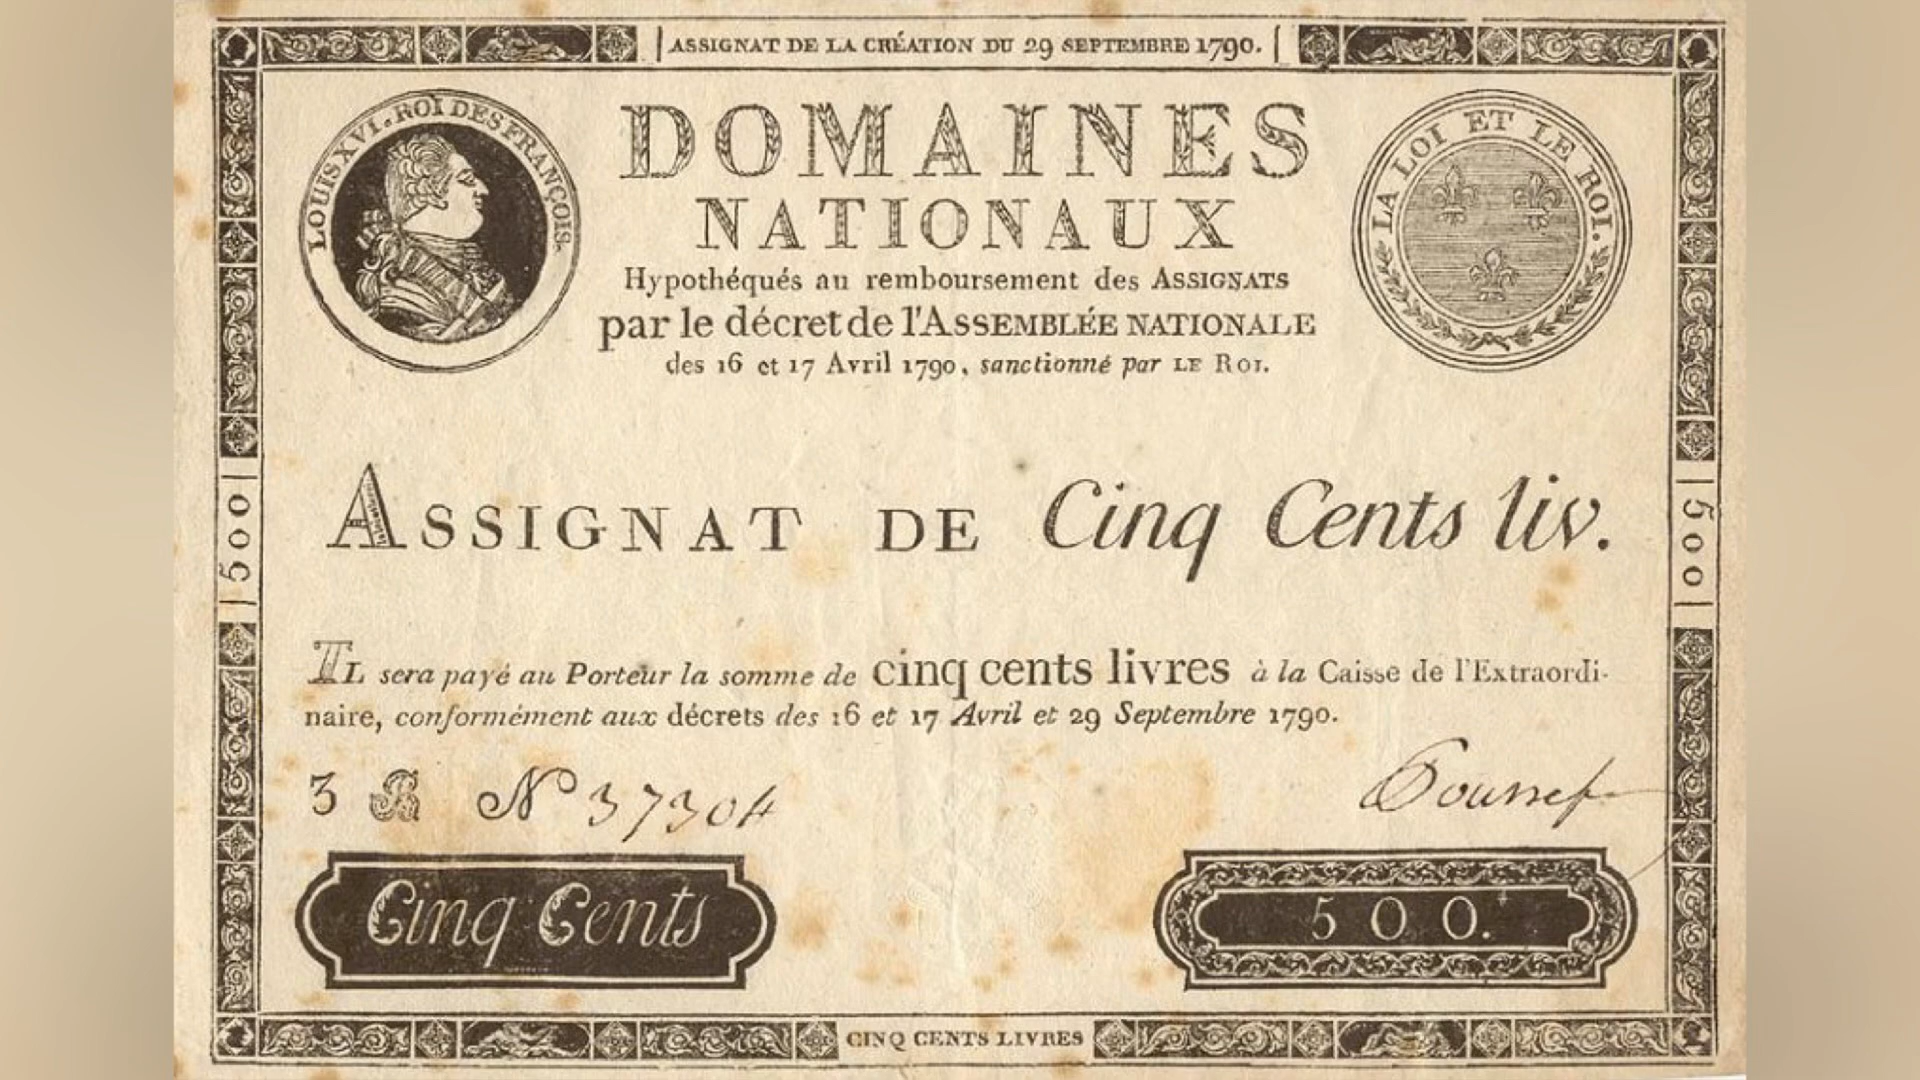 ASSIGNAT DE LA CRÉATION DU 29 SEPTEMBRE 1790.
LOUIS XVI. ROI DES FRANÇOIS.
DOMAINES
NATIONAUX
LA LOI ET LE ROI.
Hypothéqués au remboursement des ASSIGNATS
par le décret de l'ASSEMBLÉE NATIONALE
des 16 et 17 Avril 1790, sanctionné par LE ROI.
500
ASSIGNAT DE Cinq Cents liv.
500
IL sera payé au Porteur la somme de cinq cents livres à la Caisse de l'Extraordi-
naire, conformément aux décrets des 16 et 17 Avril et 29 Septembre 1790.
3 N° 37304
Cinq Cents
500.
CINQ CENTS LIVRES